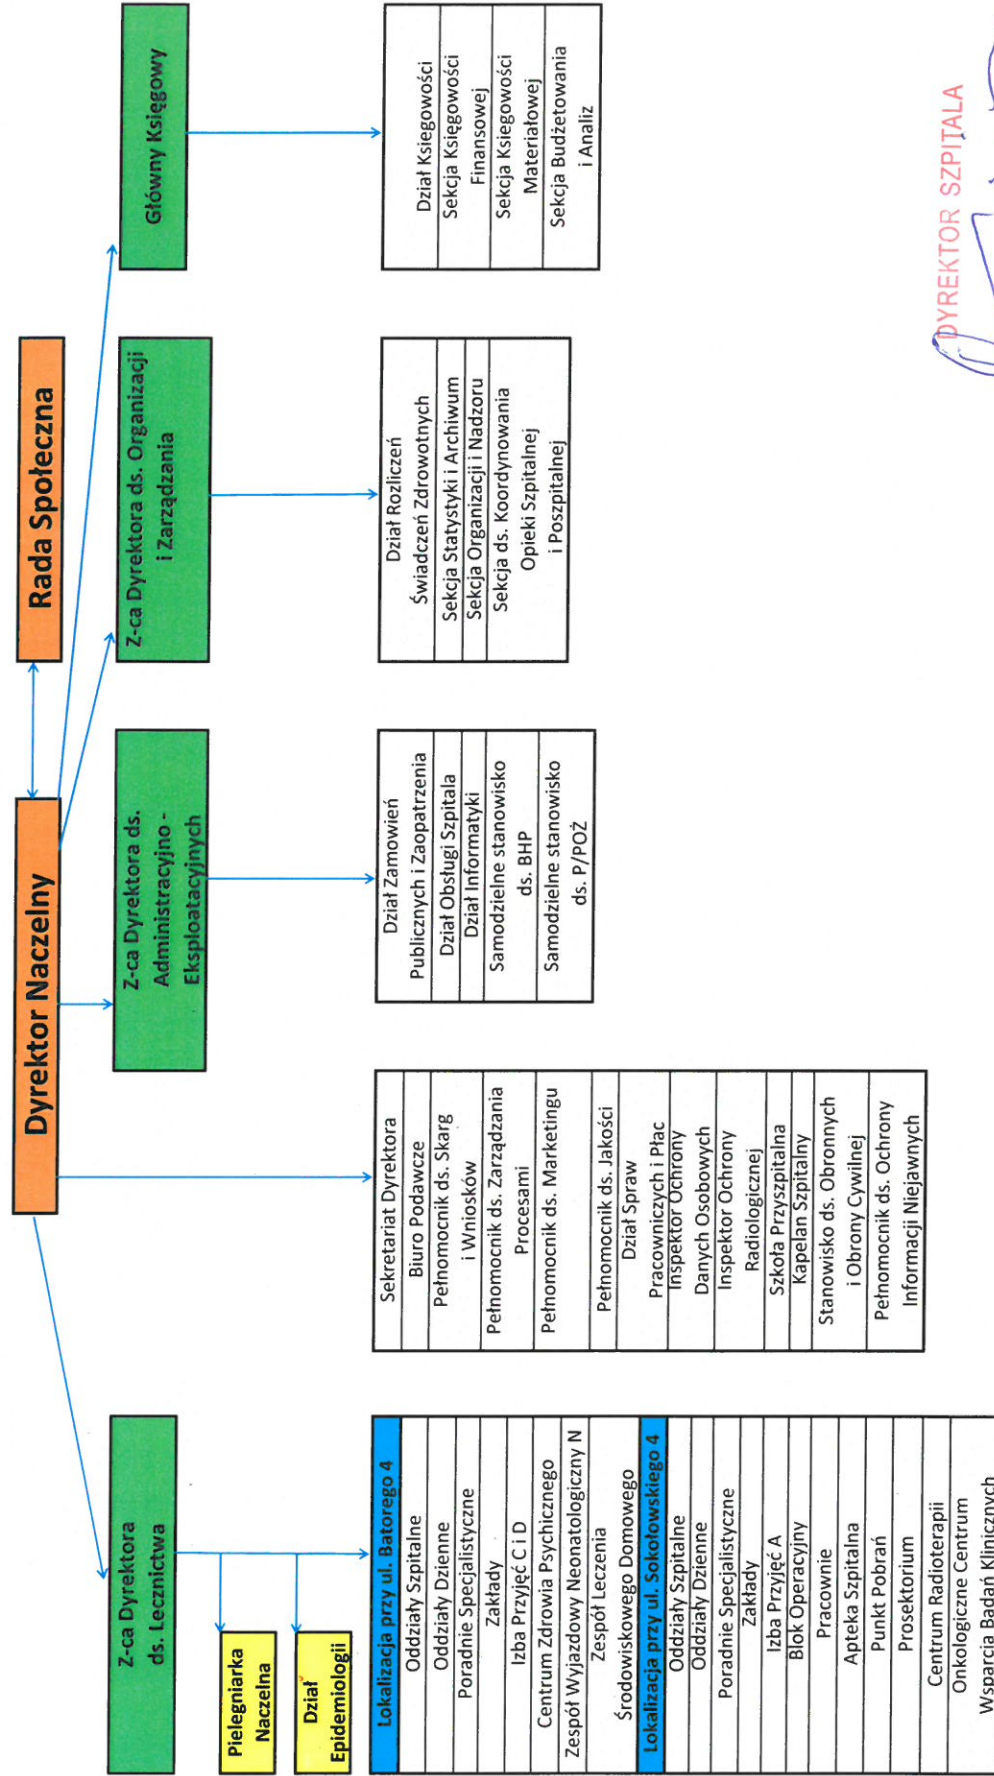 Dyrektor Naczelny
Rada Społeczna
Z-ca Dyrektora
ds. Lecznictwa
Z-ca Dyrektora ds.
Administracyjno -
Eksploatacyjnych
Z-ca Dyrektora ds. Organizacji
i Zarządzania
Główny Księgowy
Pielegniarka
Naczelna
Dział
Epidemiologii
Lokalizacja przy ul. Batorego 4
Oddziały Szpitalne
Oddziały Dzienne
Poradnie Specjalistyczne
Zakłady
Izba Przyjęć C i D
Centrum Zdrowia Psychicznego
Zespół Wyjazdowy Neonatologiczny N
Zespół Leczenia
Środowiskowego Domowego
Lokalizacja przy ul. Sokołowskiego 4
Oddziały Szpitalne
Oddziały Dzienne
Poradnie Specjalistyczne
Zakłady
Izba Przyjęć A
Blok Operacyjny
Pracownie
Apteka Szpitalna
Punkt Pobrań
Prosektorium
Centrum Radioterapii
Onkologiczne Centrum
Wsparcia Badań Klinicznych
Sekretariat Dyrektora
Biuro Podawcze
Pełnomocnik ds. Skarg
i Wniosków
Pełnomocnik ds. Zarządzania
Procesami
Pełnomocnik ds. Marketingu
Pełnomocnik ds. Jakości
Dział Spraw
Pracowniczych i Płac
Inspektor Ochrony
Danych Osobowych
Inspektor Ochrony
Radiologicznej
Szkoła Przyszpitalna
Kapelan Szpitalny
Stanowisko ds. Obronnych
i Obrony Cywilnej
Pełnomocnik ds. Ochrony
Informacji Niejawnych
Dział Zamowień
Publicznych i Zaopatrzenia
Dział Obsługi Szpitala
Dział Informatyki
Samodzielne stanowisko
ds. BHP
Samodzielne stanowisko
ds. P/POŻ
Dział Rozliczeń
Świadczeń Zdrowotnych
Sekcja Statystyki i Archiwum
Sekcja Organizacji i Nadzoru
Sekcja ds. Koordynowania
Opieki Szpitalnej
i Poszpitalnej
Dział Ksiegowości
Sekcja Księgowości
Finansowej
Sekcja Ksiegowości
Materiałowej
Sekcja Budżetowania
i Analiz
DYREKTOR SZPITALA